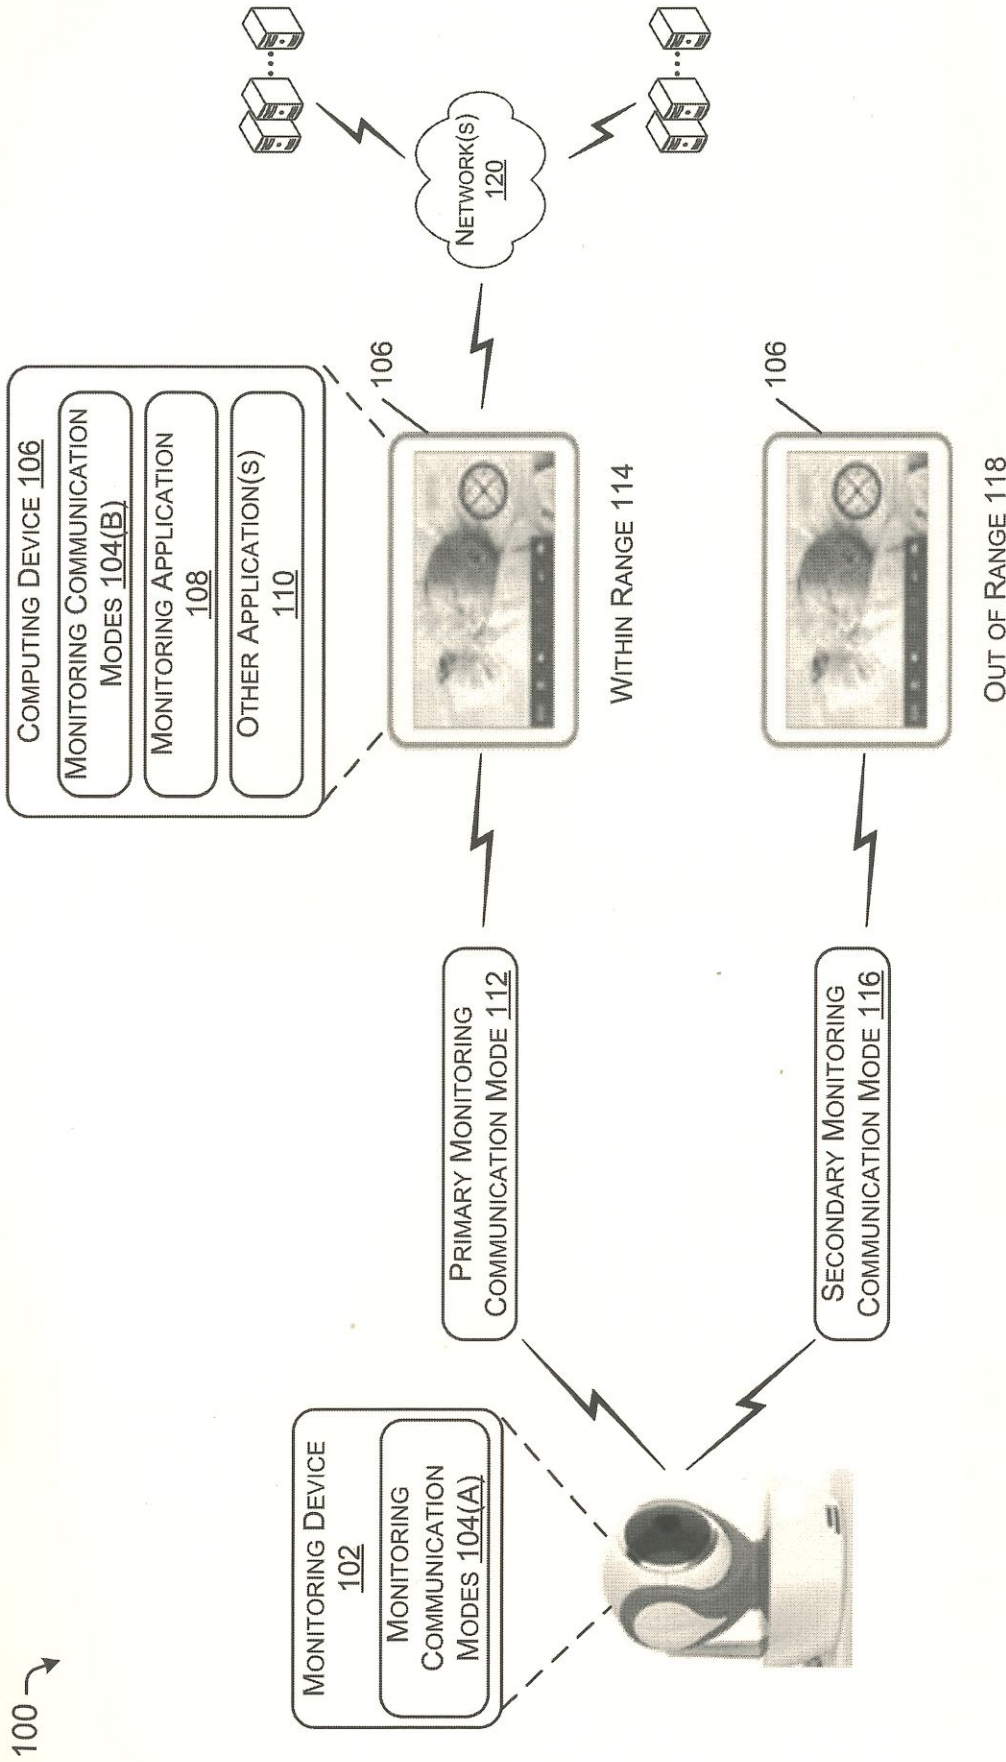 100
MONITORING DEVICE
102
MONITORING
COMMUNICATION
MODES 104(A)
COMPUTING DEVICE 106
MONITORING COMMUNICATION
MODES 104(B)
MONITORING APPLICATION
108
OTHER APPLICATION(S)
110
106
PRIMARY MONITORING
COMMUNICATION MODE 112
WITHIN RANGE 114
NETWORK(S)
120
106
SECONDARY MONITORING
COMMUNICATION MODE 116
OUT OF RANGE 118